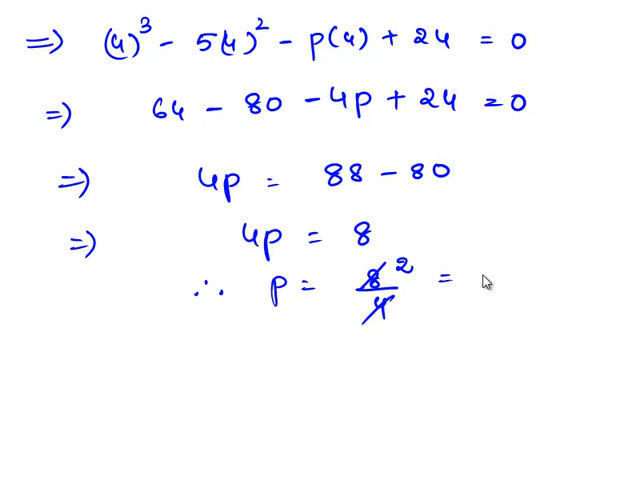 => (4)³ - 5(4)² - p(4) + 24 = 0
=> 64 - 80 - 4p + 24 = 0
=> 4p = 88 - 80
=> 4p = 8
∴ p = 8/4 2 =